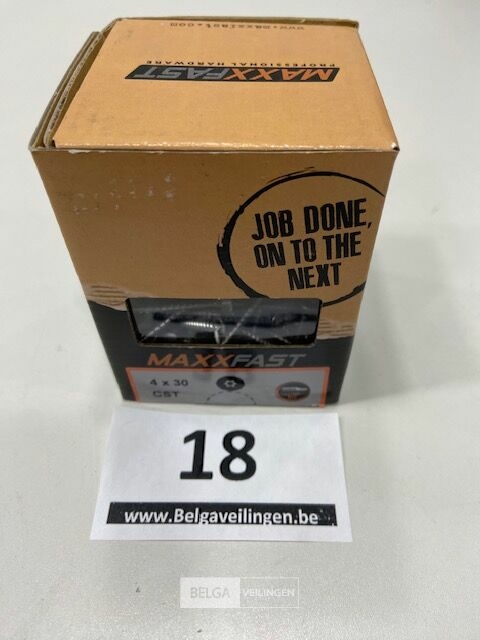 www.maxxfast.com
MAXXFAST
PROFESSIONAL HARDWARE
JOB DONE,
ON TO THE
NEXT
MAXXFAST
4 x 30
CST
18
www.Belgaveilingen.be
BELGA VEILINGEN